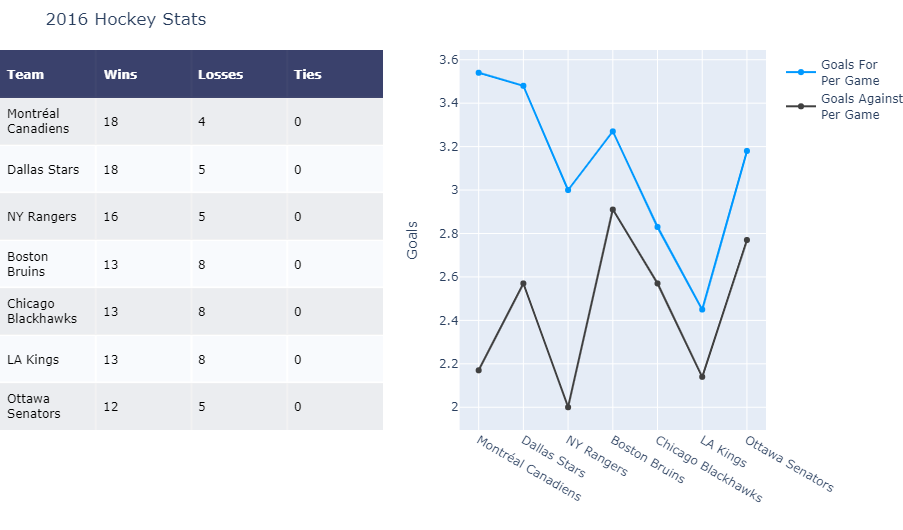 2016 Hockey Stats
Team Wins Losses Ties
Montréal
Canadiens 18 4 0
Dallas Stars 18 5 0
NY Rangers 16 5 0
Boston
Bruins 13 8 0
Chicago
Blackhawks 13 8 0
LA Kings 13 8 0
Ottawa
Senators 12 5 0
Goals
3.6
3.4
3.2
3
2.8
2.6
2.4
2.2
2
Montréal Canadiens
Dallas Stars
NY Rangers
Boston Bruins
Chicago Blackhawks
LA Kings
Ottawa Senators
Goals For
Per Game
Goals Against
Per Game